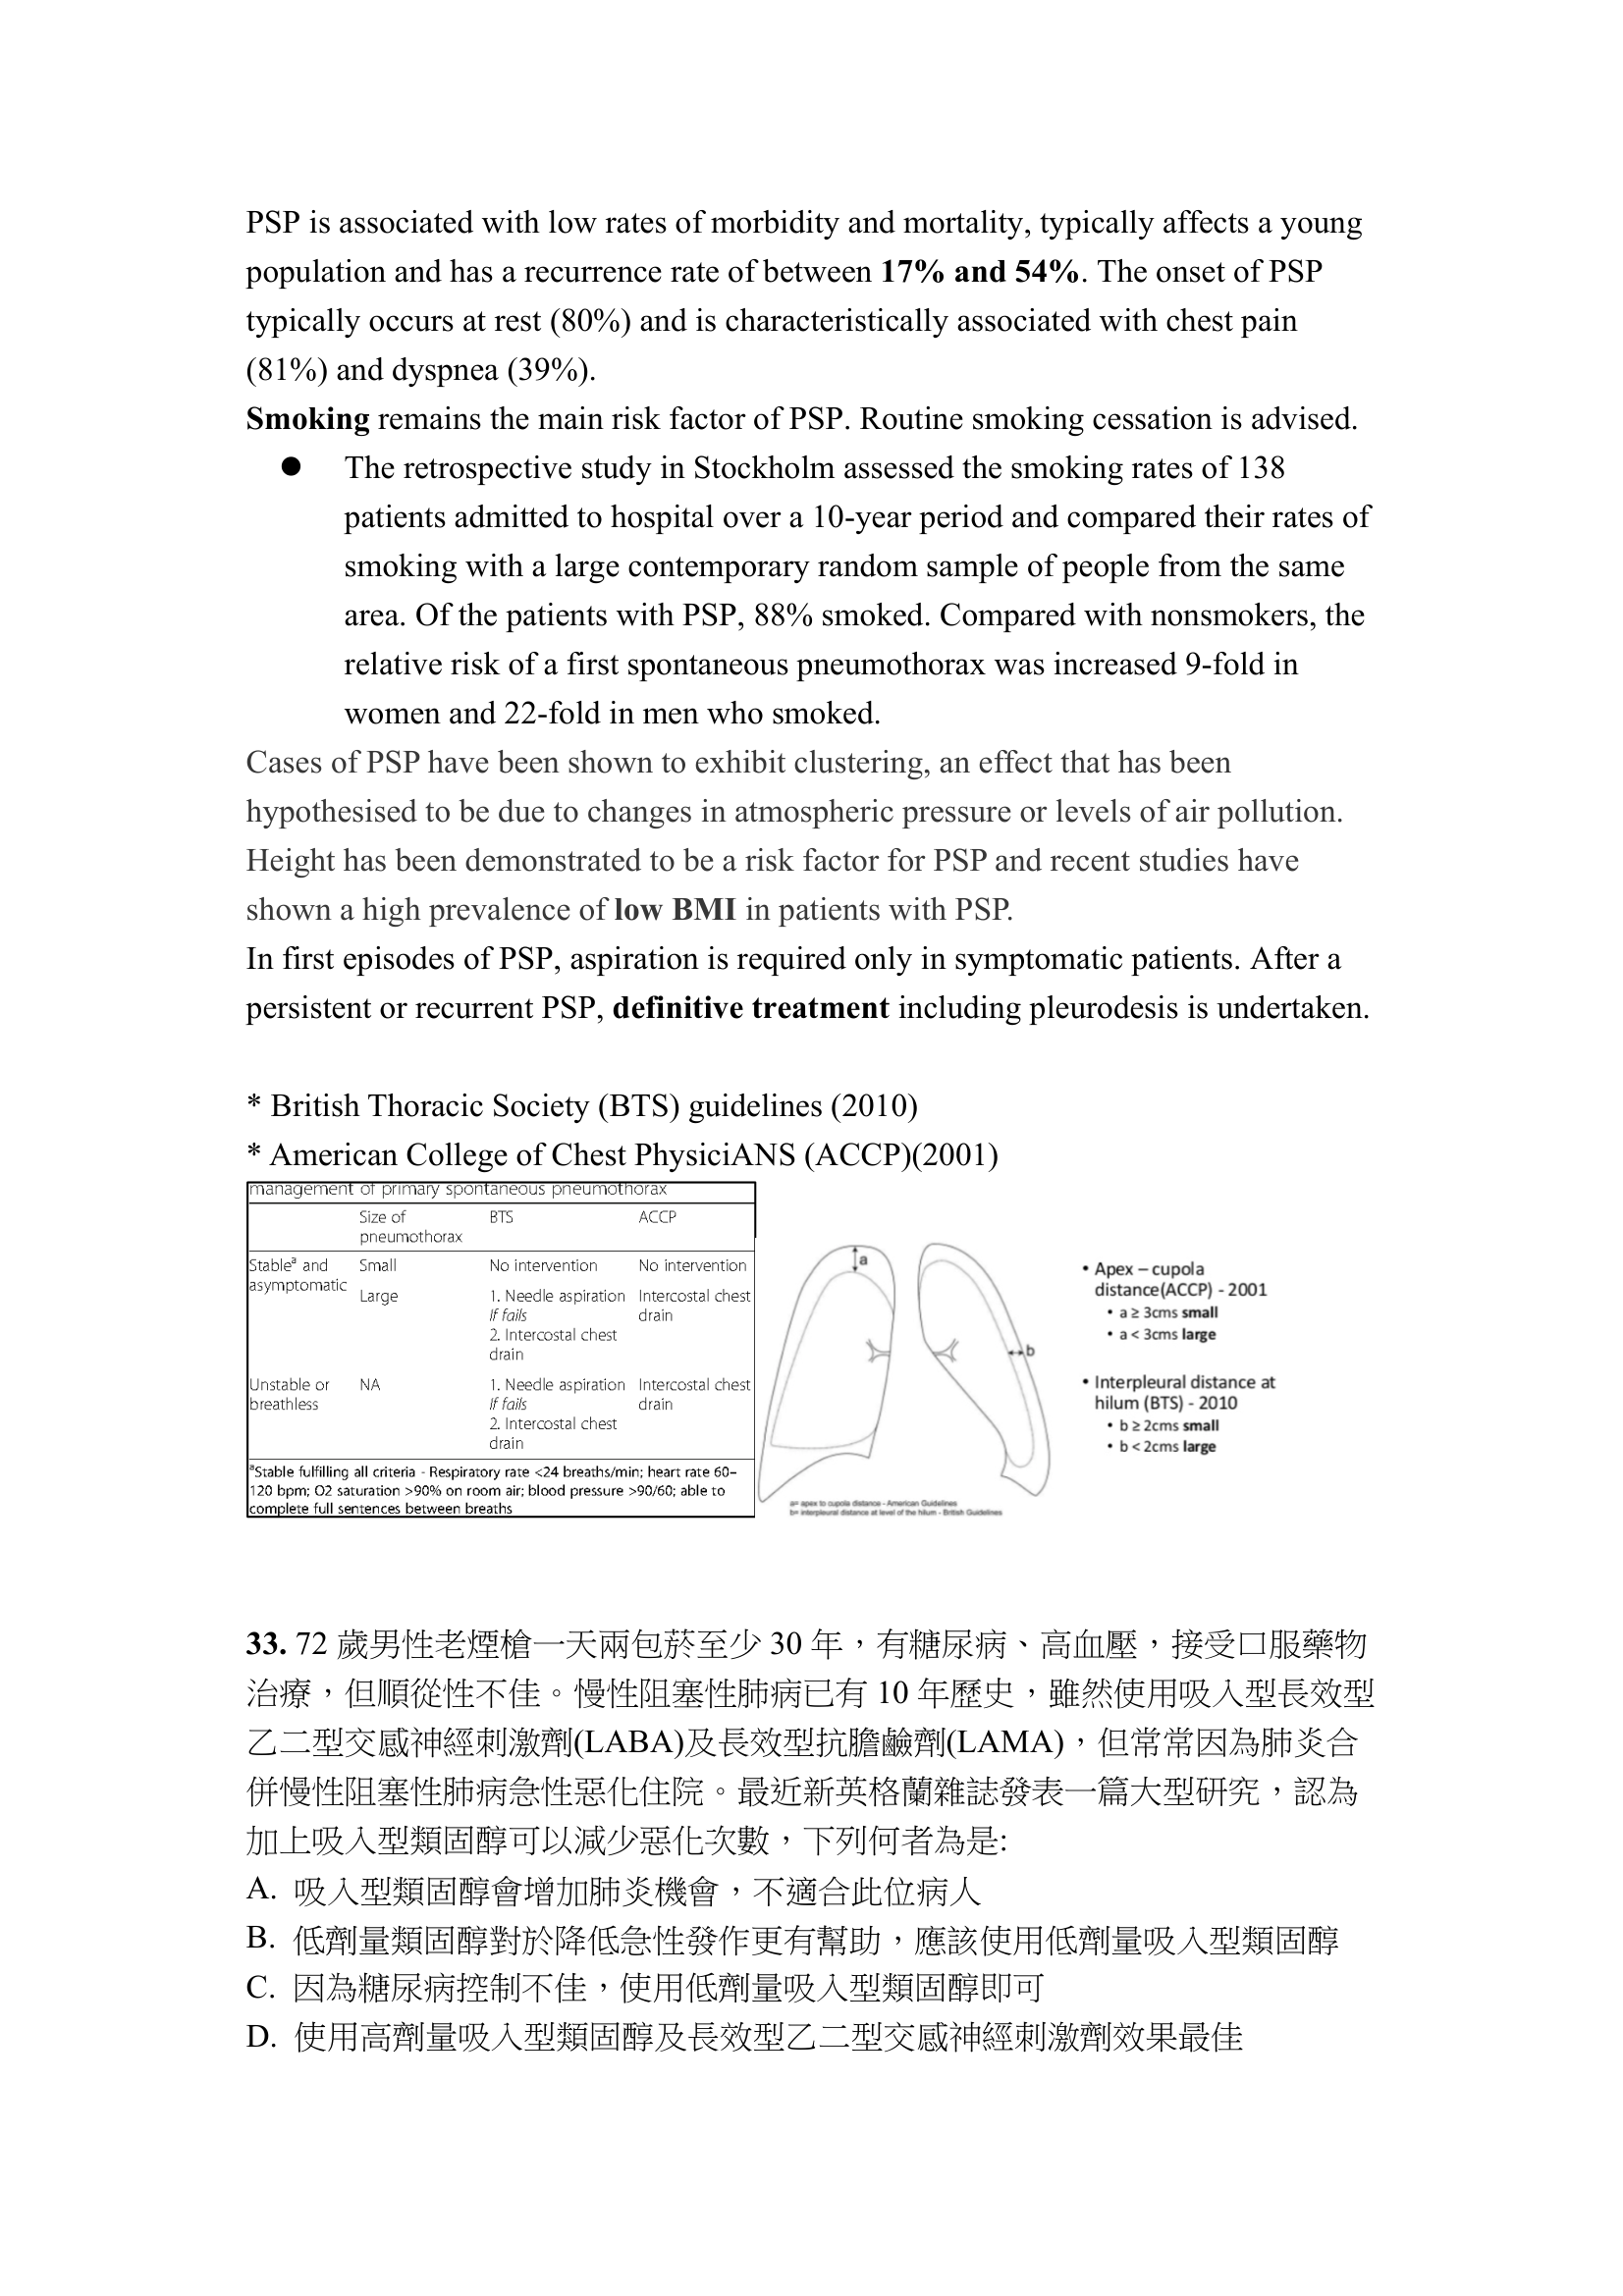 PSP is associated with low rates of morbidity and mortality, typically affects a young
population and has a recurrence rate of between 17% and 54%. The onset of PSP
typically occurs at rest (80%) and is characteristically associated with chest pain
(81%) and dyspnea (39%).
Smoking remains the main risk factor of PSP. Routine smoking cessation is advised.
● The retrospective study in Stockholm assessed the smoking rates of 138
patients admitted to hospital over a 10-year period and compared their rates of
smoking with a large contemporary random sample of people from the same
area. Of the patients with PSP, 88% smoked. Compared with nonsmokers, the
relative risk of a first spontaneous pneumothorax was increased 9-fold in
women and 22-fold in men who smoked.
Cases of PSP have been shown to exhibit clustering, an effect that has been
hypothesised to be due to changes in atmospheric pressure or levels of air pollution.
Height has been demonstrated to be a risk factor for PSP and recent studies have
shown a high prevalence of low BMI in patients with PSP.
In first episodes of PSP, aspiration is required only in symptomatic patients. After a
persistent or recurrent PSP, definitive treatment including pleurodesis is undertaken.
* British Thoracic Society (BTS) guidelines (2010)
* American College of Chest PhysiciANS (ACCP)(2001)
management of primary spontaneous pneumothorax
Size of pneumothorax BTS ACCP
Stableª and asymptomatic Small No intervention No intervention
Large 1. Needle aspiration If fails 2. Intercostal chest drain Intercostal chest drain
Unstable or breathless NA 1. Needle aspiration If fails 2. Intercostal chest drain Intercostal chest drain
ªStable fulfilling all criteria - Respiratory rate <24 breaths/min; heart rate 60–
120 bpm; O2 saturation >90% on room air; blood pressure >90/60; able to
complete full sentences between breaths
a
b
a= apex to cupola distance - American Guidelines
b= interpleural distance at level of the hilum - British Guidelines
• Apex – cupola
distance(ACCP) - 2001
• a ≥ 3cms small
• a < 3cms large
• Interpleural distance at
hilum (BTS) - 2010
• b ≥ 2cms small
• b < 2cms large
33. 72 歲男性老煙槍一天兩包菸至少 30 年，有糖尿病、高血壓，接受口服藥物
治療，但順從性不佳。慢性阻塞性肺病已有 10 年歷史，雖然使用吸入型長效型
乙二型交感神經刺激劑(LABA)及長效型抗膽鹼劑(LAMA)，但常常因為肺炎合
併慢性阻塞性肺病急性惡化住院。最近新英格蘭雜誌發表一篇大型研究，認為
加上吸入型類固醇可以減少惡化次數，下列何者為是:
A. 吸入型類固醇會增加肺炎機會，不適合此位病人
B. 低劑量類固醇對於降低急性發作更有幫助，應該使用低劑量吸入型類固醇
C. 因為糖尿病控制不佳，使用低劑量吸入型類固醇即可
D. 使用高劑量吸入型類固醇及長效型乙二型交感神經刺激劑效果最佳